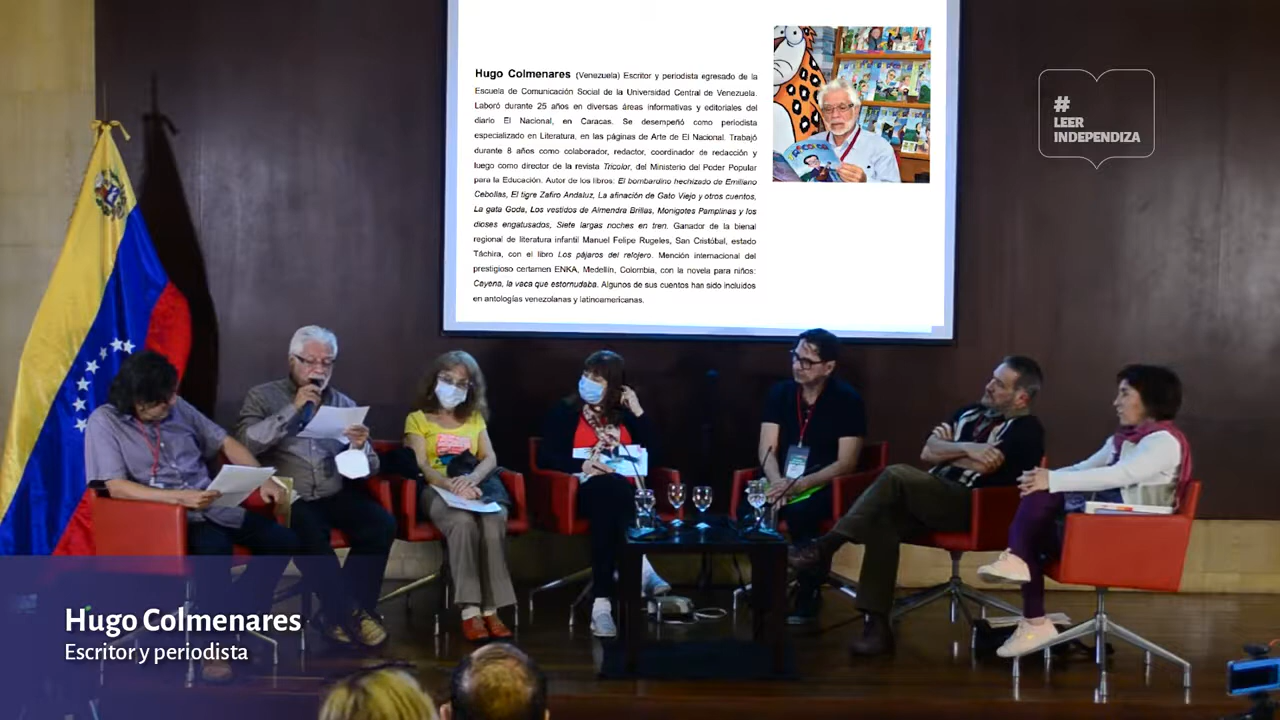 Hugo Colmenares (Venezuela) Escritor y periodista egresado de la
Escuela de Comunicación Social de la Universidad Central de Venezuela.
Laboró durante 25 años en diversas áreas informativas y editoriales del
diario El Nacional, en Caracas. Se desempeñó como periodista
especializado en Literatura, en las páginas de Arte de El Nacional. Trabajó
durante 8 años como colaborador, redactor, coordinador de redacción y
luego como director de la revista Tricolor, del Ministerio del Poder Popular
para la Educación. Autor de los libros: El bombardino hechizado de Emiliano
Cebollas, El tigre Zafiro Andaluz, La afinación de Gato Viejo y otros cuentos,
La gata Goda, Los vestidos de Almendra Brillas, Monigotes Pamplinas y los
dioses engatusados, Siete largas noches en tren. Ganador de la bienal
regional de literatura infantil Manuel Felipe Rugeles, San Cristóbal, estado
Táchira, con el libro Los pájaros del relojero. Mención internacional del
prestigioso certamen ENKA, Medellín, Colombia, con la novela para niños:
Cayena, la vaca que estornudaba. Algunos de sus cuentos han sido incluidos
en antologías venezolanas y latinoamericanas.
#
LEER
INDEPENDIZA
Hugo Colmenares
Escritor y periodista